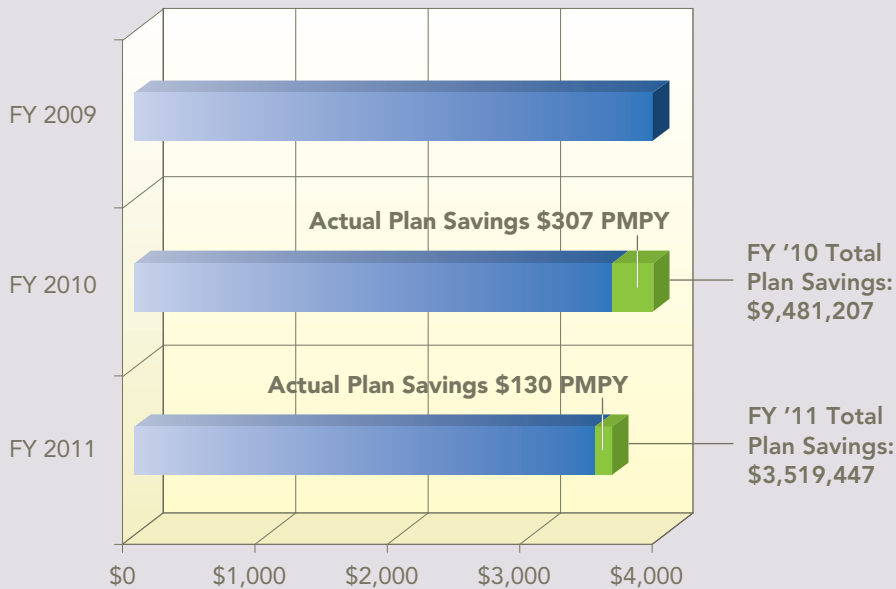 FY 2009
Actual Plan Savings $307 PMPY
FY 2010
FY '10 Total
Plan Savings:
$9,481,207
Actual Plan Savings $130 PMPY
FY 2011
FY '11 Total
Plan Savings:
$3,519,447
$0 $1,000 $2,000 $3,000 $4,000